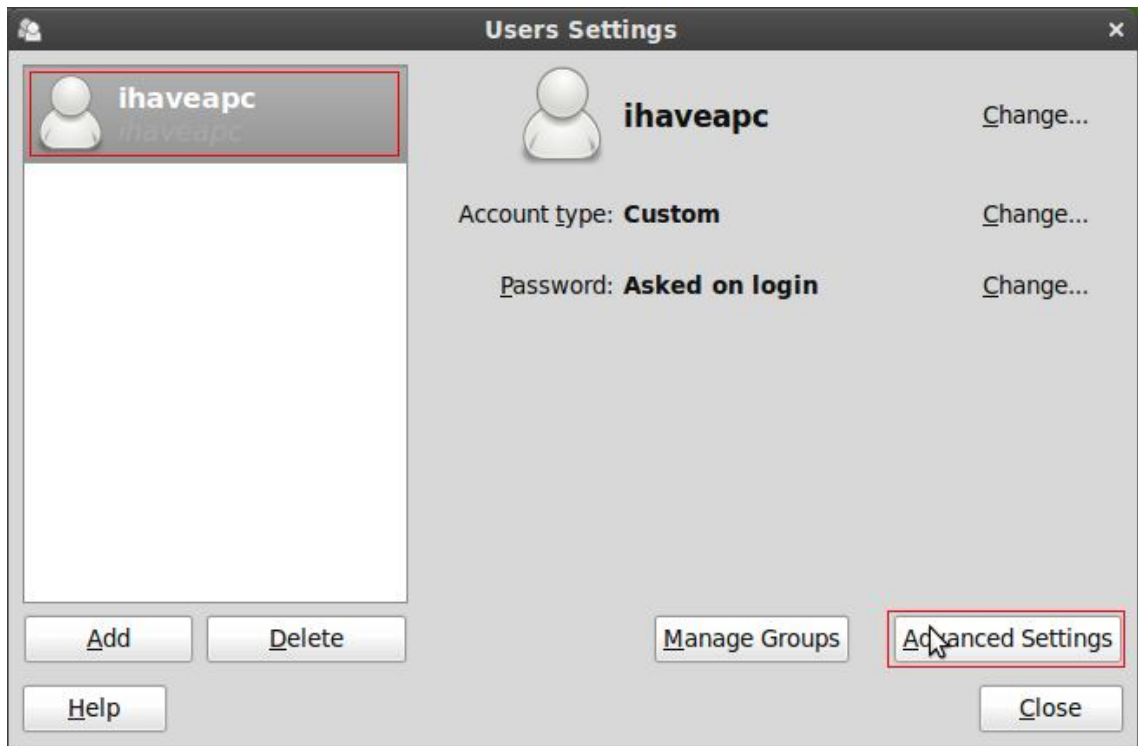 Users Settings
ihaveapc
ihaveapc
ihaveapc
Change...
Account type: Custom
Change...
Password: Asked on login
Change...
Add
Delete
Manage Groups
Advanced Settings
Help
Close